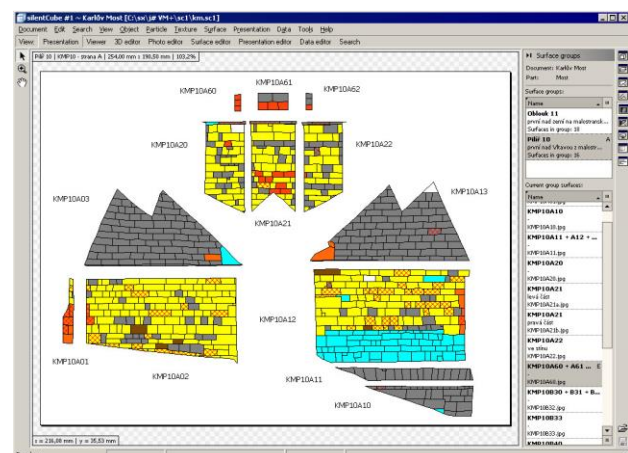 silentCube #1 ~ Karlův Most [C:\sx\j# VM+\sc1\km.sc1]
Document Edit Search View Object Particle Texture Surface Presentation Data Tools Help
View: Presentation Viewer 3D editor Photo editor Surface editor Presentation editor Data editor Search
Pilíř 10 | KMP10 - strana A | 254,00 mm x 190,50 mm | 103,2%
KMP10A60
KMP10A61
KMP10A62
KMP10A20
KMP10A22
KMP10A21
KMP10A03
KMP10A13
KMP10A12
KMP10A01
KMP10A02
KMP10A11
KMP10A10
Surface groups
Document: Karlův Most
Part: Most
Surface groups:
Name
Oblouk 11
první nad zemí na malostransk...
Surfaces in group: 18
Pilíř 10 A
první nad Vltavou z malostr...
Surfaces in group: 16
Current group surfaces:
Name
KMP10A10
-
KMP10A10.jpg
KMP10A11 + A12 + ...
-
KMP10A11.jpg
KMP10A20
-
KMP10A20.jpg
KMP10A21
levá část
KMP10A21a.jpg
KMP10A21
pravá část
KMP10A21b.jpg
KMP10A22
ve stínu
KMP10A22.jpg
KMP10A60 + A61 ...
-
KMP10A60.jpg
KMP10B30 + B31 + B...
-
KMP10B32.jpg
KMP10B33
-
KMP10B33.jpg
KMP10B40
x = 216,08 mm | y = 35,53 mm